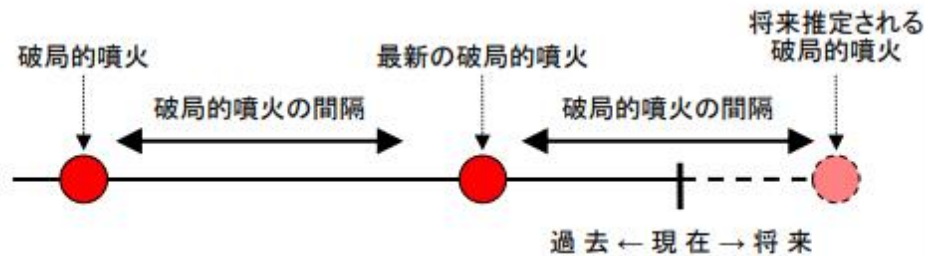 破局的噴火
最新の破局的噴火
将来推定される
破局的噴火
破局的噴火の間隔
破局的噴火の間隔
過去←現在→将来